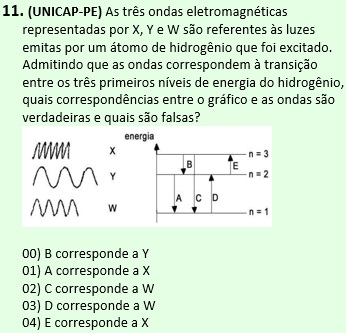 11. (UNICAP-PE) As três ondas eletromagnéticas
representadas por X, Y e W são referentes às luzes
emitas por um átomo de hidrogênio que foi excitado.
Admitindo que as ondas correspondem à transição
entre os três primeiros níveis de energia do hidrogênio,
quais correspondências entre o gráfico e as ondas são
verdadeiras e quais são falsas?
energia
X
Y
W
B
E
A C D
n = 3
n = 2
n = 1
00) B corresponde a Y
01) A corresponde a X
02) C corresponde a W
03) D corresponde a W
04) E corresponde a X